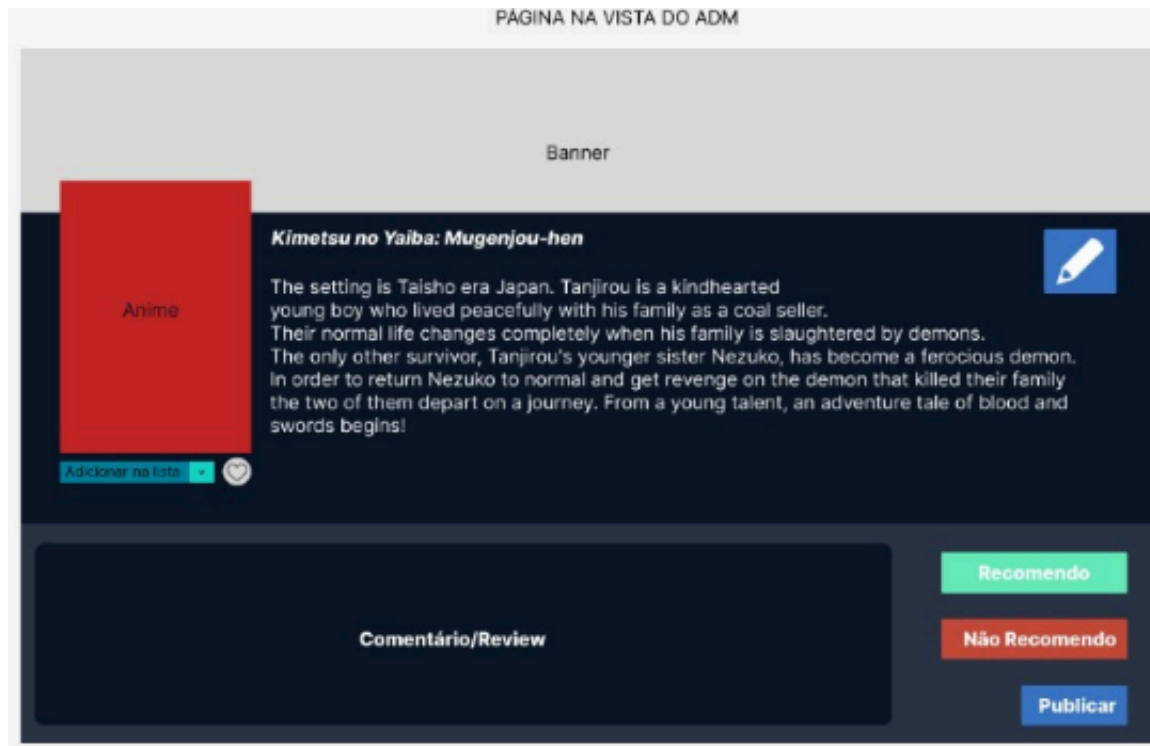 PÁGINA NA VISTA DO ADM
Banner
Anime
Kimetsu no Yaiba: Mugenjou-hen
The setting is Taisho era Japan. Tanjirou is a kindhearted
young boy who lived peacefully with his family as a coal seller.
Their normal life changes completely when his family is slaughtered by demons.
The only other survivor, Tanjirou's younger sister Nezuko, has become a ferocious demon.
In order to return Nezuko to normal and get revenge on the demon that killed their family
the two of them depart on a journey. From a young talent, an adventure tale of blood and
swords begins!
Adicionar na lista
Comentário/Review
Recomendo
Não Recomendo
Publicar